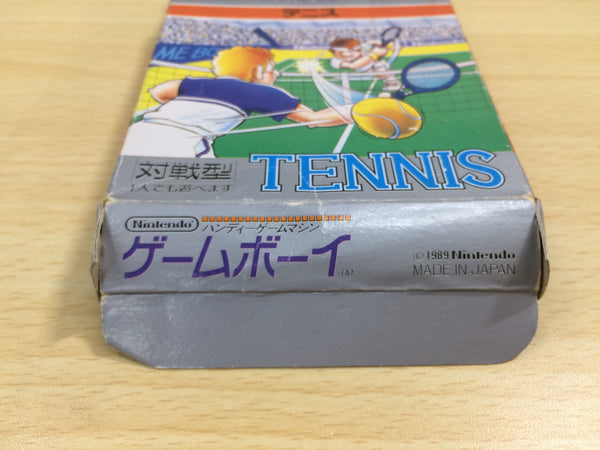 テニス
ME BO
対戦型
TENNIS
1人でも遊べます
Nintendo
ハンディーゲームマシン
ゲームボーイ
TM
© 1989 Nintendo
MADE IN JAPAN